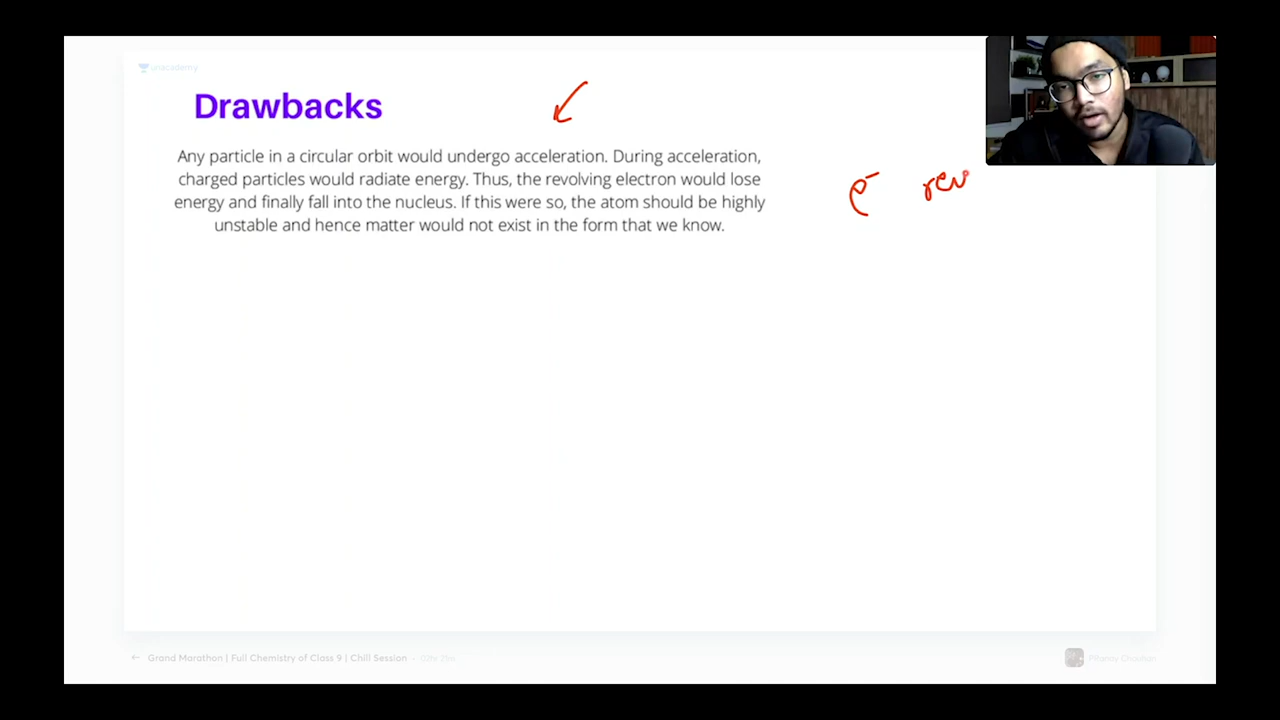 unacademy
Drawbacks
Any particle in a circular orbit would undergo acceleration. During acceleration,
charged particles would radiate energy. Thus, the revolving electron would lose
energy and finally fall into the nucleus. If this were so, the atom should be highly
unstable and hence matter would not exist in the form that we know.
e⁻ rev
← Grand Marathon | Full Chemistry of Class 9 | Chill Session •